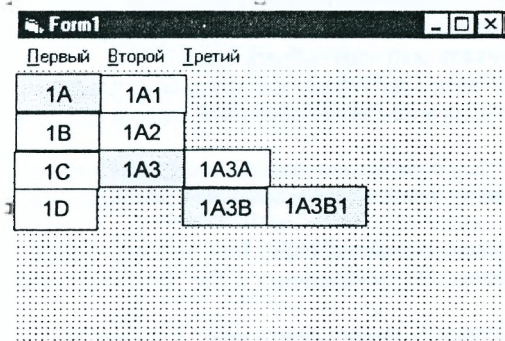 Form1
Первый Второй Третий
1A 1A1
1B 1A2
1C 1A3 1A3A
1D 1A3B 1A3B1